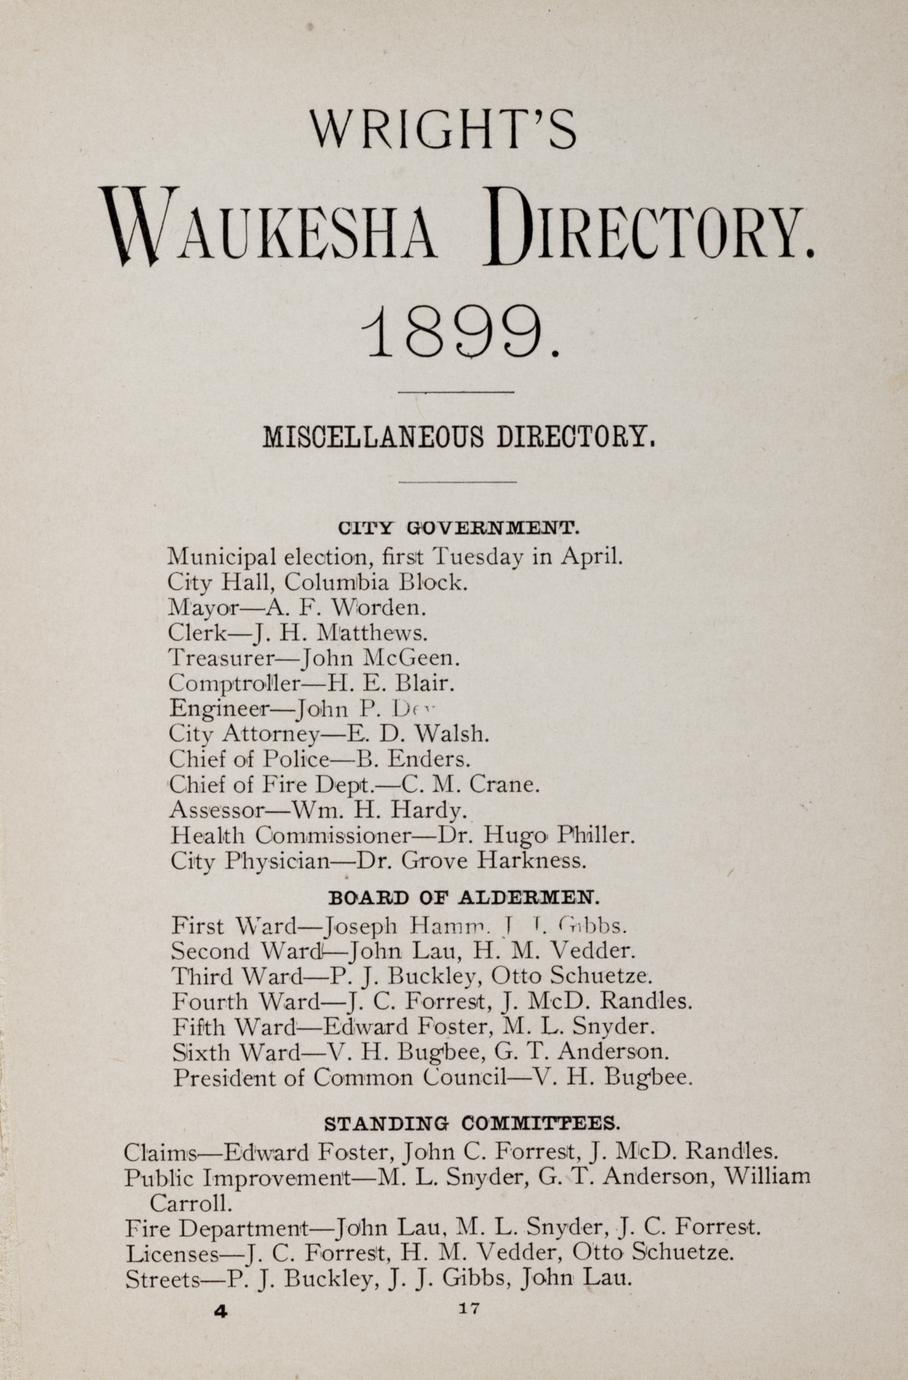 WRIGHT'S
WAUKESHA DIRECTORY.
1899.
MISCELLANEOUS DIRECTORY.
CITY GOVERNMENT.
Municipal election, first Tuesday in April.
City Hall, Columbia Block.
Mayor—A. F. Worden.
Clerk—J. H. Matthews.
Treasurer—John McGeen.
Comptroller—H. E. Blair.
Engineer—John P.
City Attorney—E. D. Walsh.
Chief of Police—B. Enders.
Chief of Fire Dept.—C. M. Crane.
Assessor—Wm. H. Hardy.
Health Commissioner—Dr. Hugo Philler.
City Physician—Dr. Grove Harkness.
BOARD OF ALDERMEN.
First Ward—Joseph Hamm. J. J. Gibbs.
Second Ward—John Lau, H. M. Vedder.
Third Ward—P. J. Buckley, Otto Schuetze.
Fourth Ward—J. C. Forrest, J. McD. Randles.
Fifth Ward—Edward Foster, M. L. Snyder.
Sixth Ward—V. H. Bugbee, G. T. Anderson.
President of Common Council—V. H. Bugbee.
STANDING COMMITTEES.
Claims—Edward Foster, John C. Forrest, J. McD. Randles.
Public Improvement—M. L. Snyder, G. T. Anderson, William
Carroll.
Fire Department—John Lau, M. L. Snyder, J. C. Forrest.
Licenses—J. C. Forrest, H. M. Vedder, Otto Schuetze.
Streets—P. J. Buckley, J. J. Gibbs, John Lau.
4 17